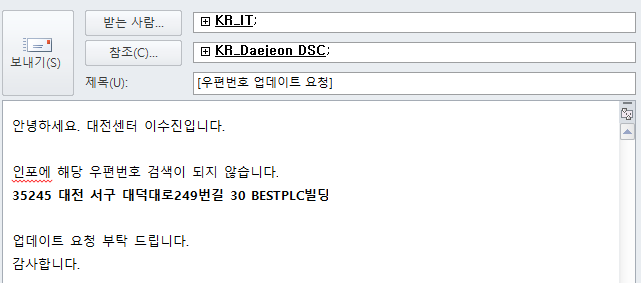 받는 사람...
KR_IT;
보내기(S)
참조(C)...
KR_Daejeon DSC;
제목(U):
[우편번호 업데이트 요청]
안녕하세요. 대전센터 이수진입니다.
인포에 해당 우편번호 검색이 되지 않습니다.
35245 대전 서구 대덕대로249번길 30 BESTPLC빌딩
업데이트 요청 부탁 드립니다.
감사합니다.